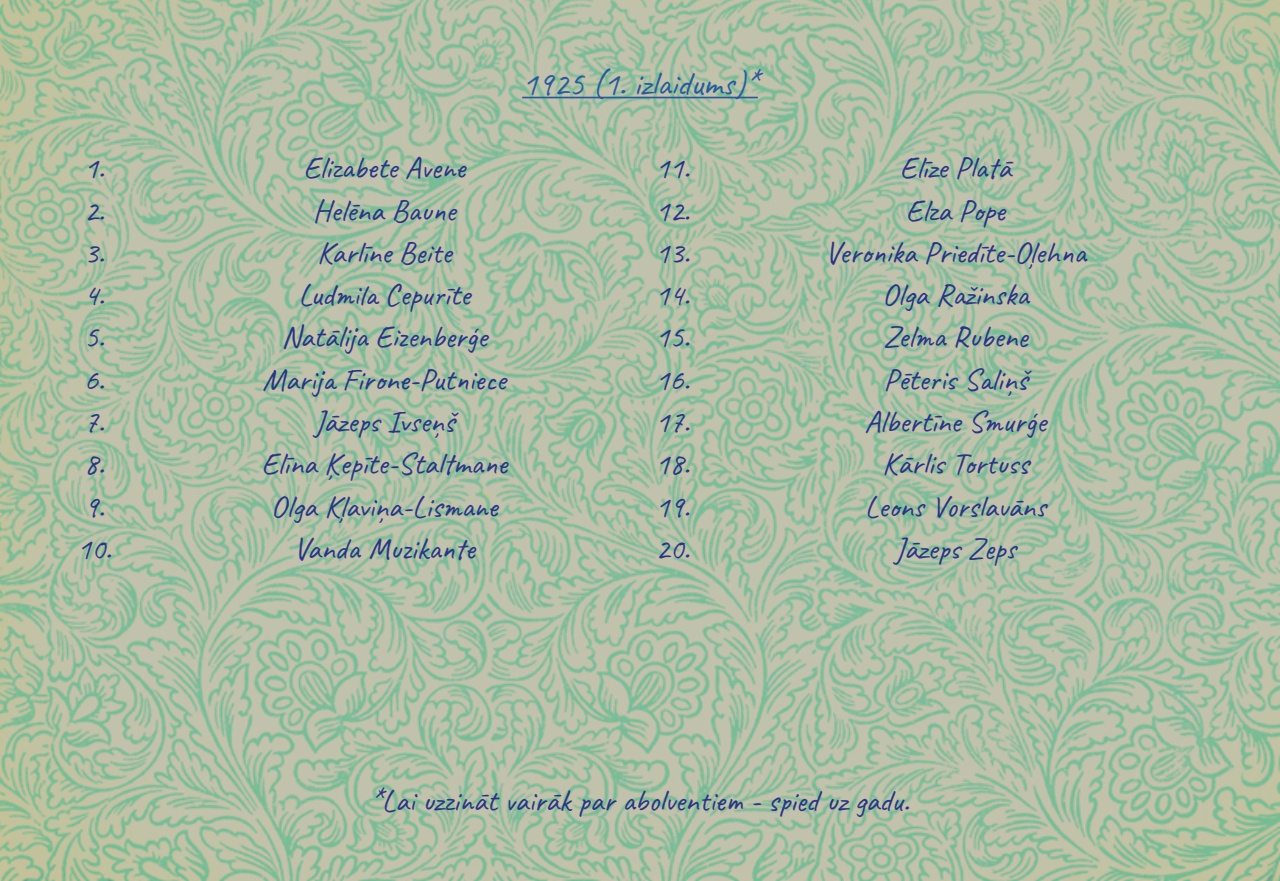 1925 (1. izlaidums)*
1. Elizabete Avene
2. Helēna Baune
3. Karlīne Beite
4. Ludmila Cepurīte
5. Natālija Eizenberģe
6. Marija Firone-Putniece
7. Jāzeps Ivseņš
8. Elīna Ķepīte-Staltmane
9. Olga Kļaviņa-Lismane
10. Vanda Muzikante
11. Elīze Platā
12. Elza Pope
13. Veronika Priedīte-Oļehna
14. Olga Ražinska
15. Zelma Rubene
16. Pēteris Saliņš
17. Albertīne Smurģe
18. Kārlis Tortuss
19. Leons Vorslavāns
20. Jāzeps Zeps
*Lai uzzināt vairāk par abolventiem - spied uz gadu.